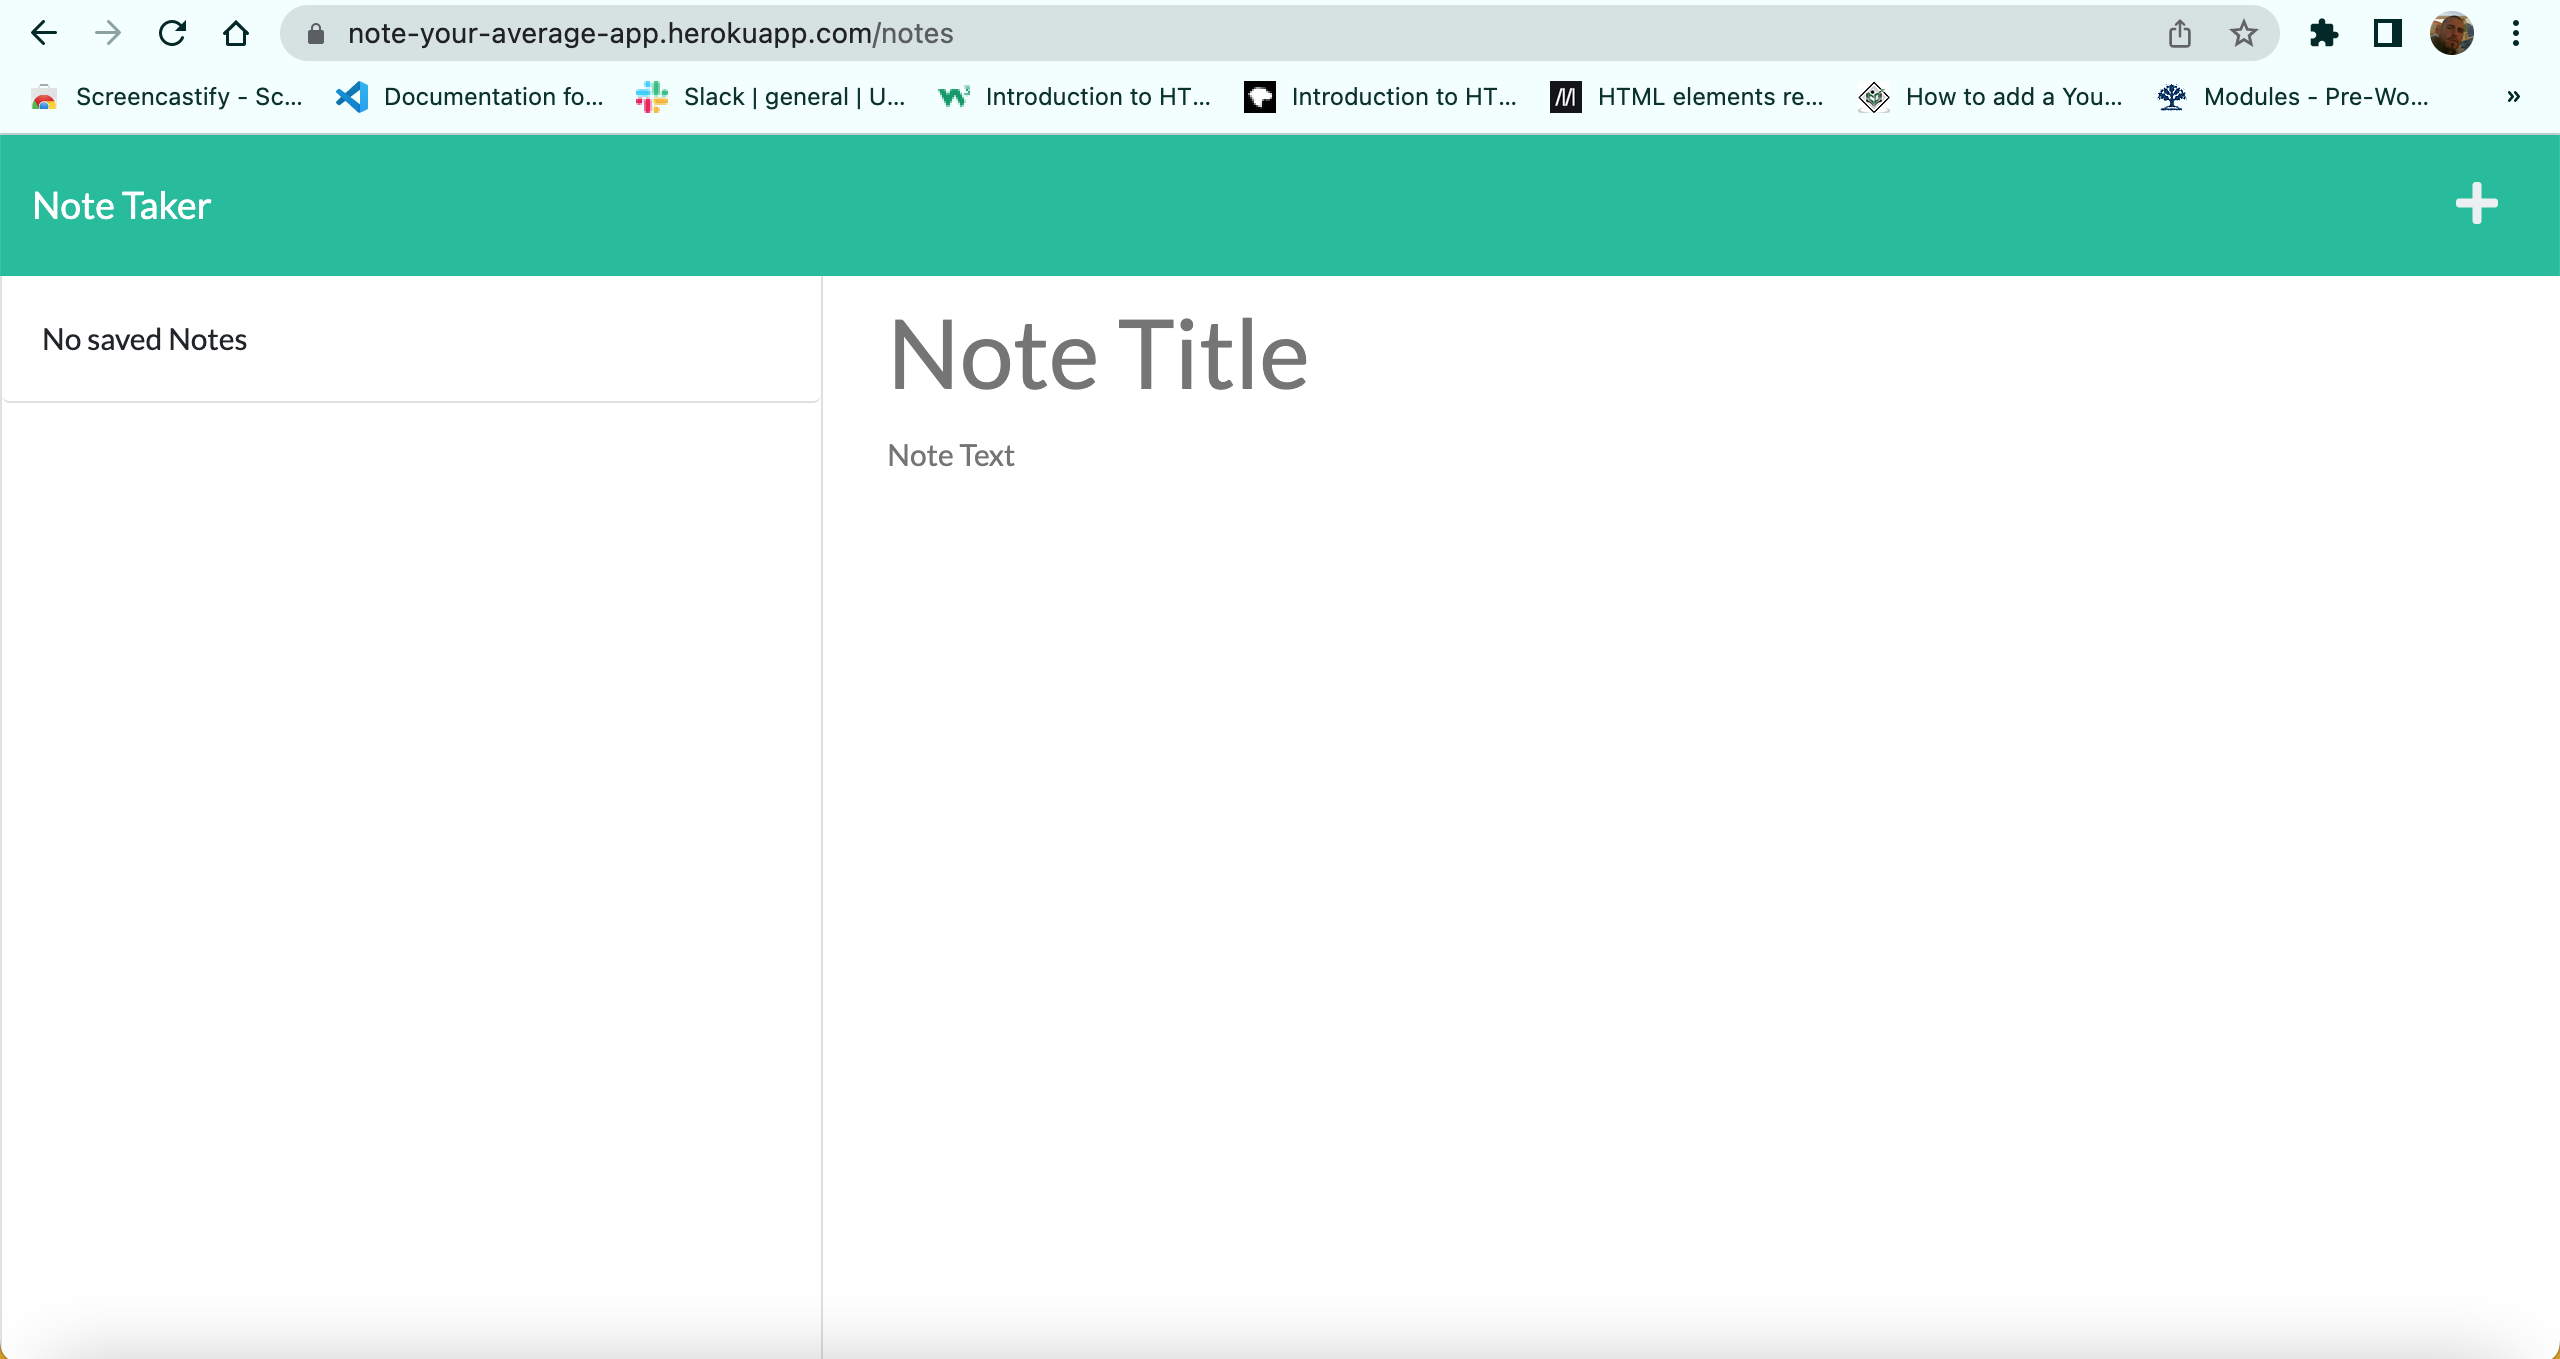 note-your-average-app.herokuapp.com/notes
Screencastify - Sc... Documentation fo... Slack | general | U... Introduction to HT... Introduction to HT... HTML elements re... How to add a You... Modules - Pre-Wo... »
Note Taker
No saved Notes
Note Title
Note Text